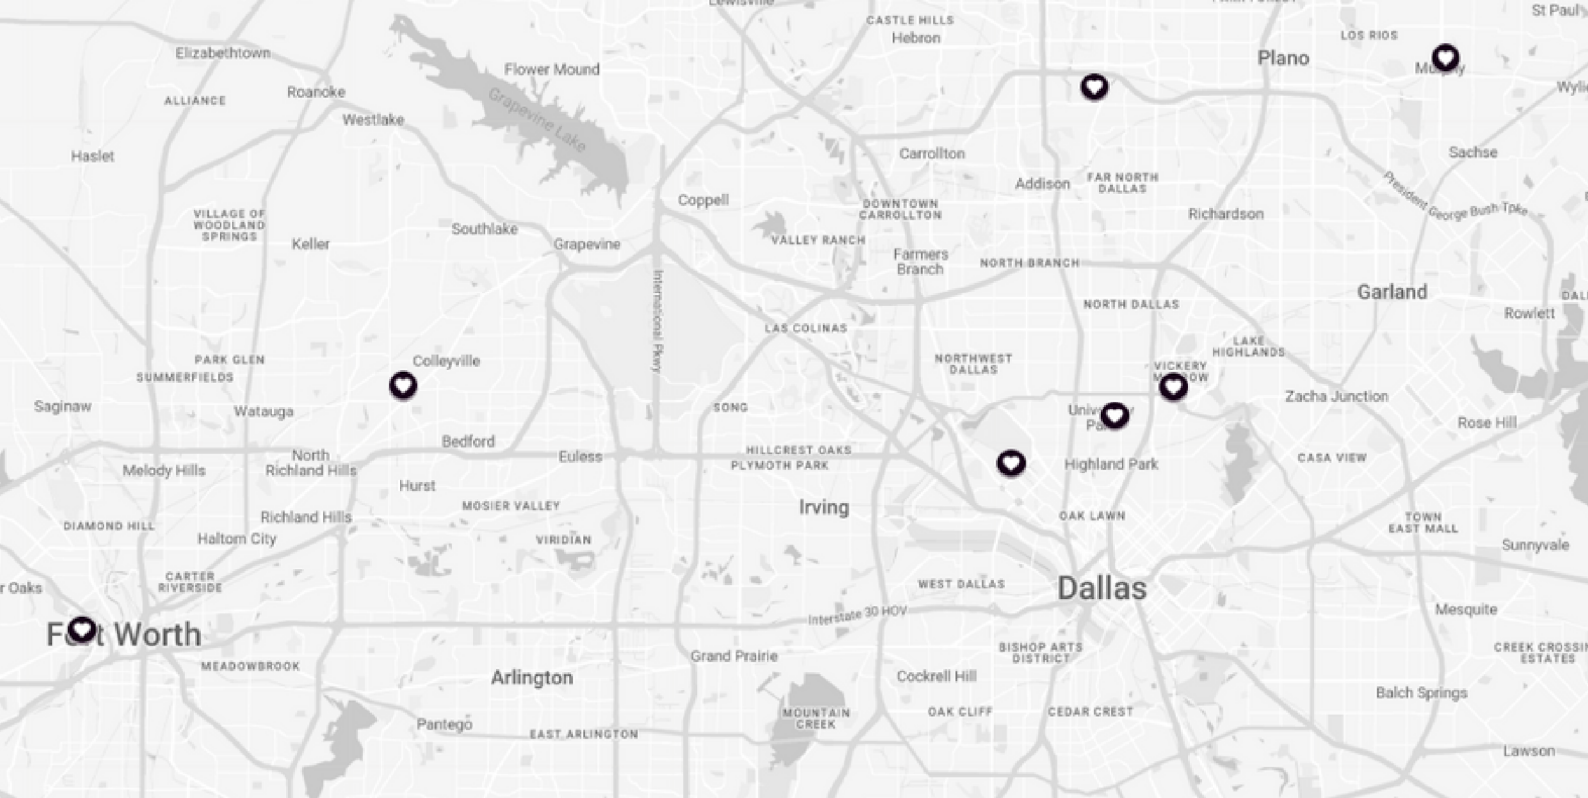 Lewisville
CASTLE HILLS
Hebron
LOS RIOS
St Paul
Elizabethtown
Flower Mound
Plano
ALLIANCE
Roanoke
Grapevine Lake
Westlake
Haslet
Carrollton
Sachse
Addison
FAR NORTH
DALLAS
President George Bush Tpke
Coppell
DOWNTOWN
CARROLLTON
Richardson
VILLAGE OF
WOODLAND
SPRINGS
Keller
Southlake
Grapevine
VALLEY RANCH
Farmers
Branch
NORTH BRANCH
International Pkwy
Garland
NORTH DALLAS
Rowlett
LAS COLINAS
LAKE
HIGHLANDS
PARK GLEN
SUMMERFIELDS
Colleyville
NORTHWEST
DALLAS
VICKERY
Saginaw
Watauga
SONG
Zacha Junction
Rose Hill
North
Richland Hills
Bedford
Euless
HILLCREST OAKS
PLYMOTH PARK
Highland Park
CASA VIEW
Melody Hills
Hurst
MOSIER VALLEY
Irving
OAK LAWN
TOWN
EAST MALL
DIAMOND HILL
Richland Hills
Haltom City
VIRIDIAN
Sunnyvale
CARTER
RIVERSIDE
r Oaks
WEST DALLAS
Dallas
Interstate 30 HOV
Mesquite
Worth
MEADOWBROOK
Grand Prairie
BISHOP ARTS
DISTRICT
ESTATES
Arlington
Cockrell Hill
Balch Springs
Pantego
MOUNTAIN
CREEK
OAK CLIFF
CEDAR CREST
EAST ARLINGTON
Lawson